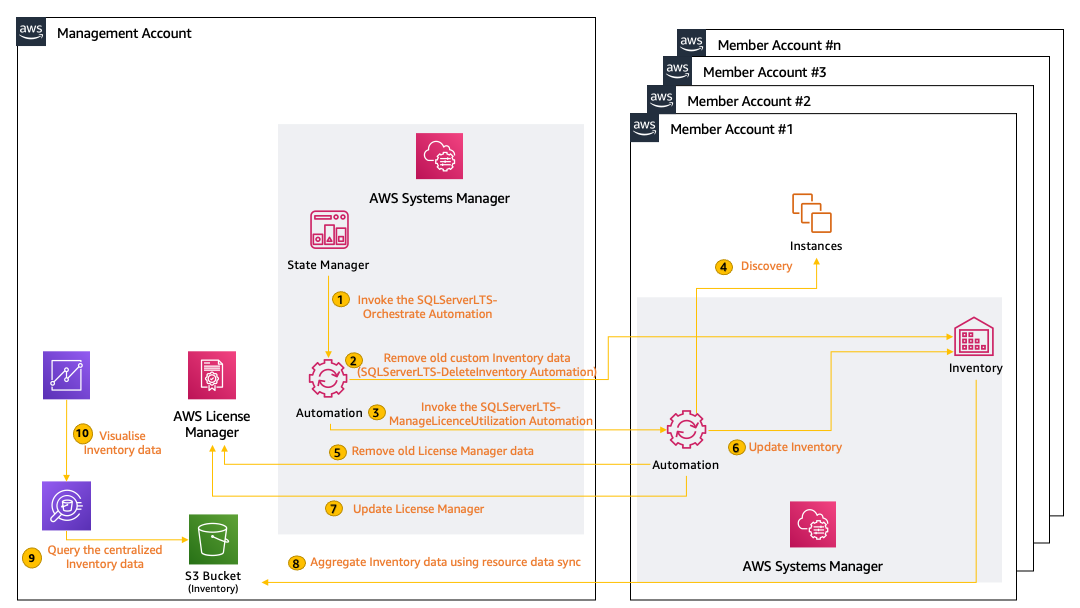 aws
Management Account
AWS Systems Manager
State Manager
1
Invoke the SQLServerLTS-
Orchestrate Automation
2
Remove old custom Inventory data
(SQLServerLTS-DeleteInventory Automation)
Automation
3
Invoke the SQLServerLTS-
ManageLicenceUtilization Automation
AWS License
Manager
5
Remove old License Manager data
7
Update License Manager
10
Visualise
Inventory data
9
Query the centralized
Inventory data
S3 Bucket
(Inventory)
8
Aggregate Inventory data using resource data sync
aws
Member Account #n
aws
Member Account #3
aws
Member Account #2
aws
Member Account #1
Instances
4
Discovery
Inventory
6
Update Inventory
Automation
AWS Systems Manager